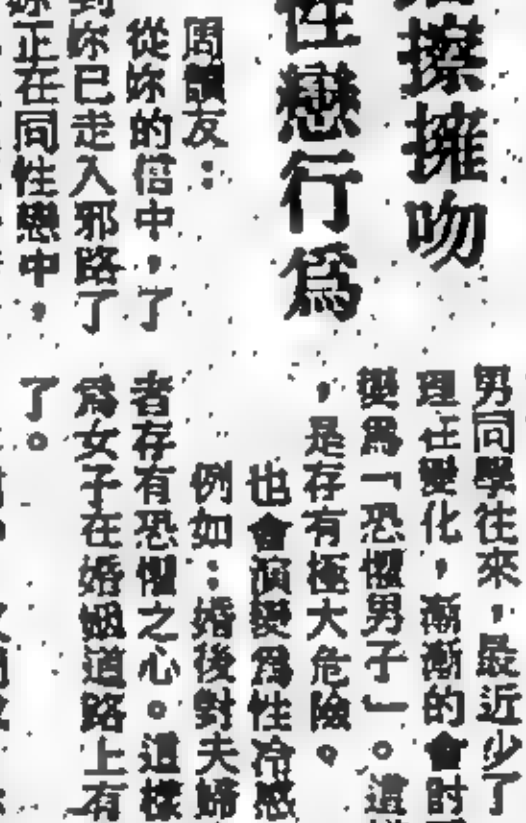 擦擁吻
性戀行爲
周讀友：
從妳的信中，了
妳已走入邪路了
正在同性戀中，
男同學往來，最近少了
理在變化，漸漸的會討
變爲「恐懼男子」。這
，是存有極大危險。
也會演變爲性冷感
例如：婚後對夫婦
者存有恐懼之心。這樣
爲女子在婚姻道路上有
了。